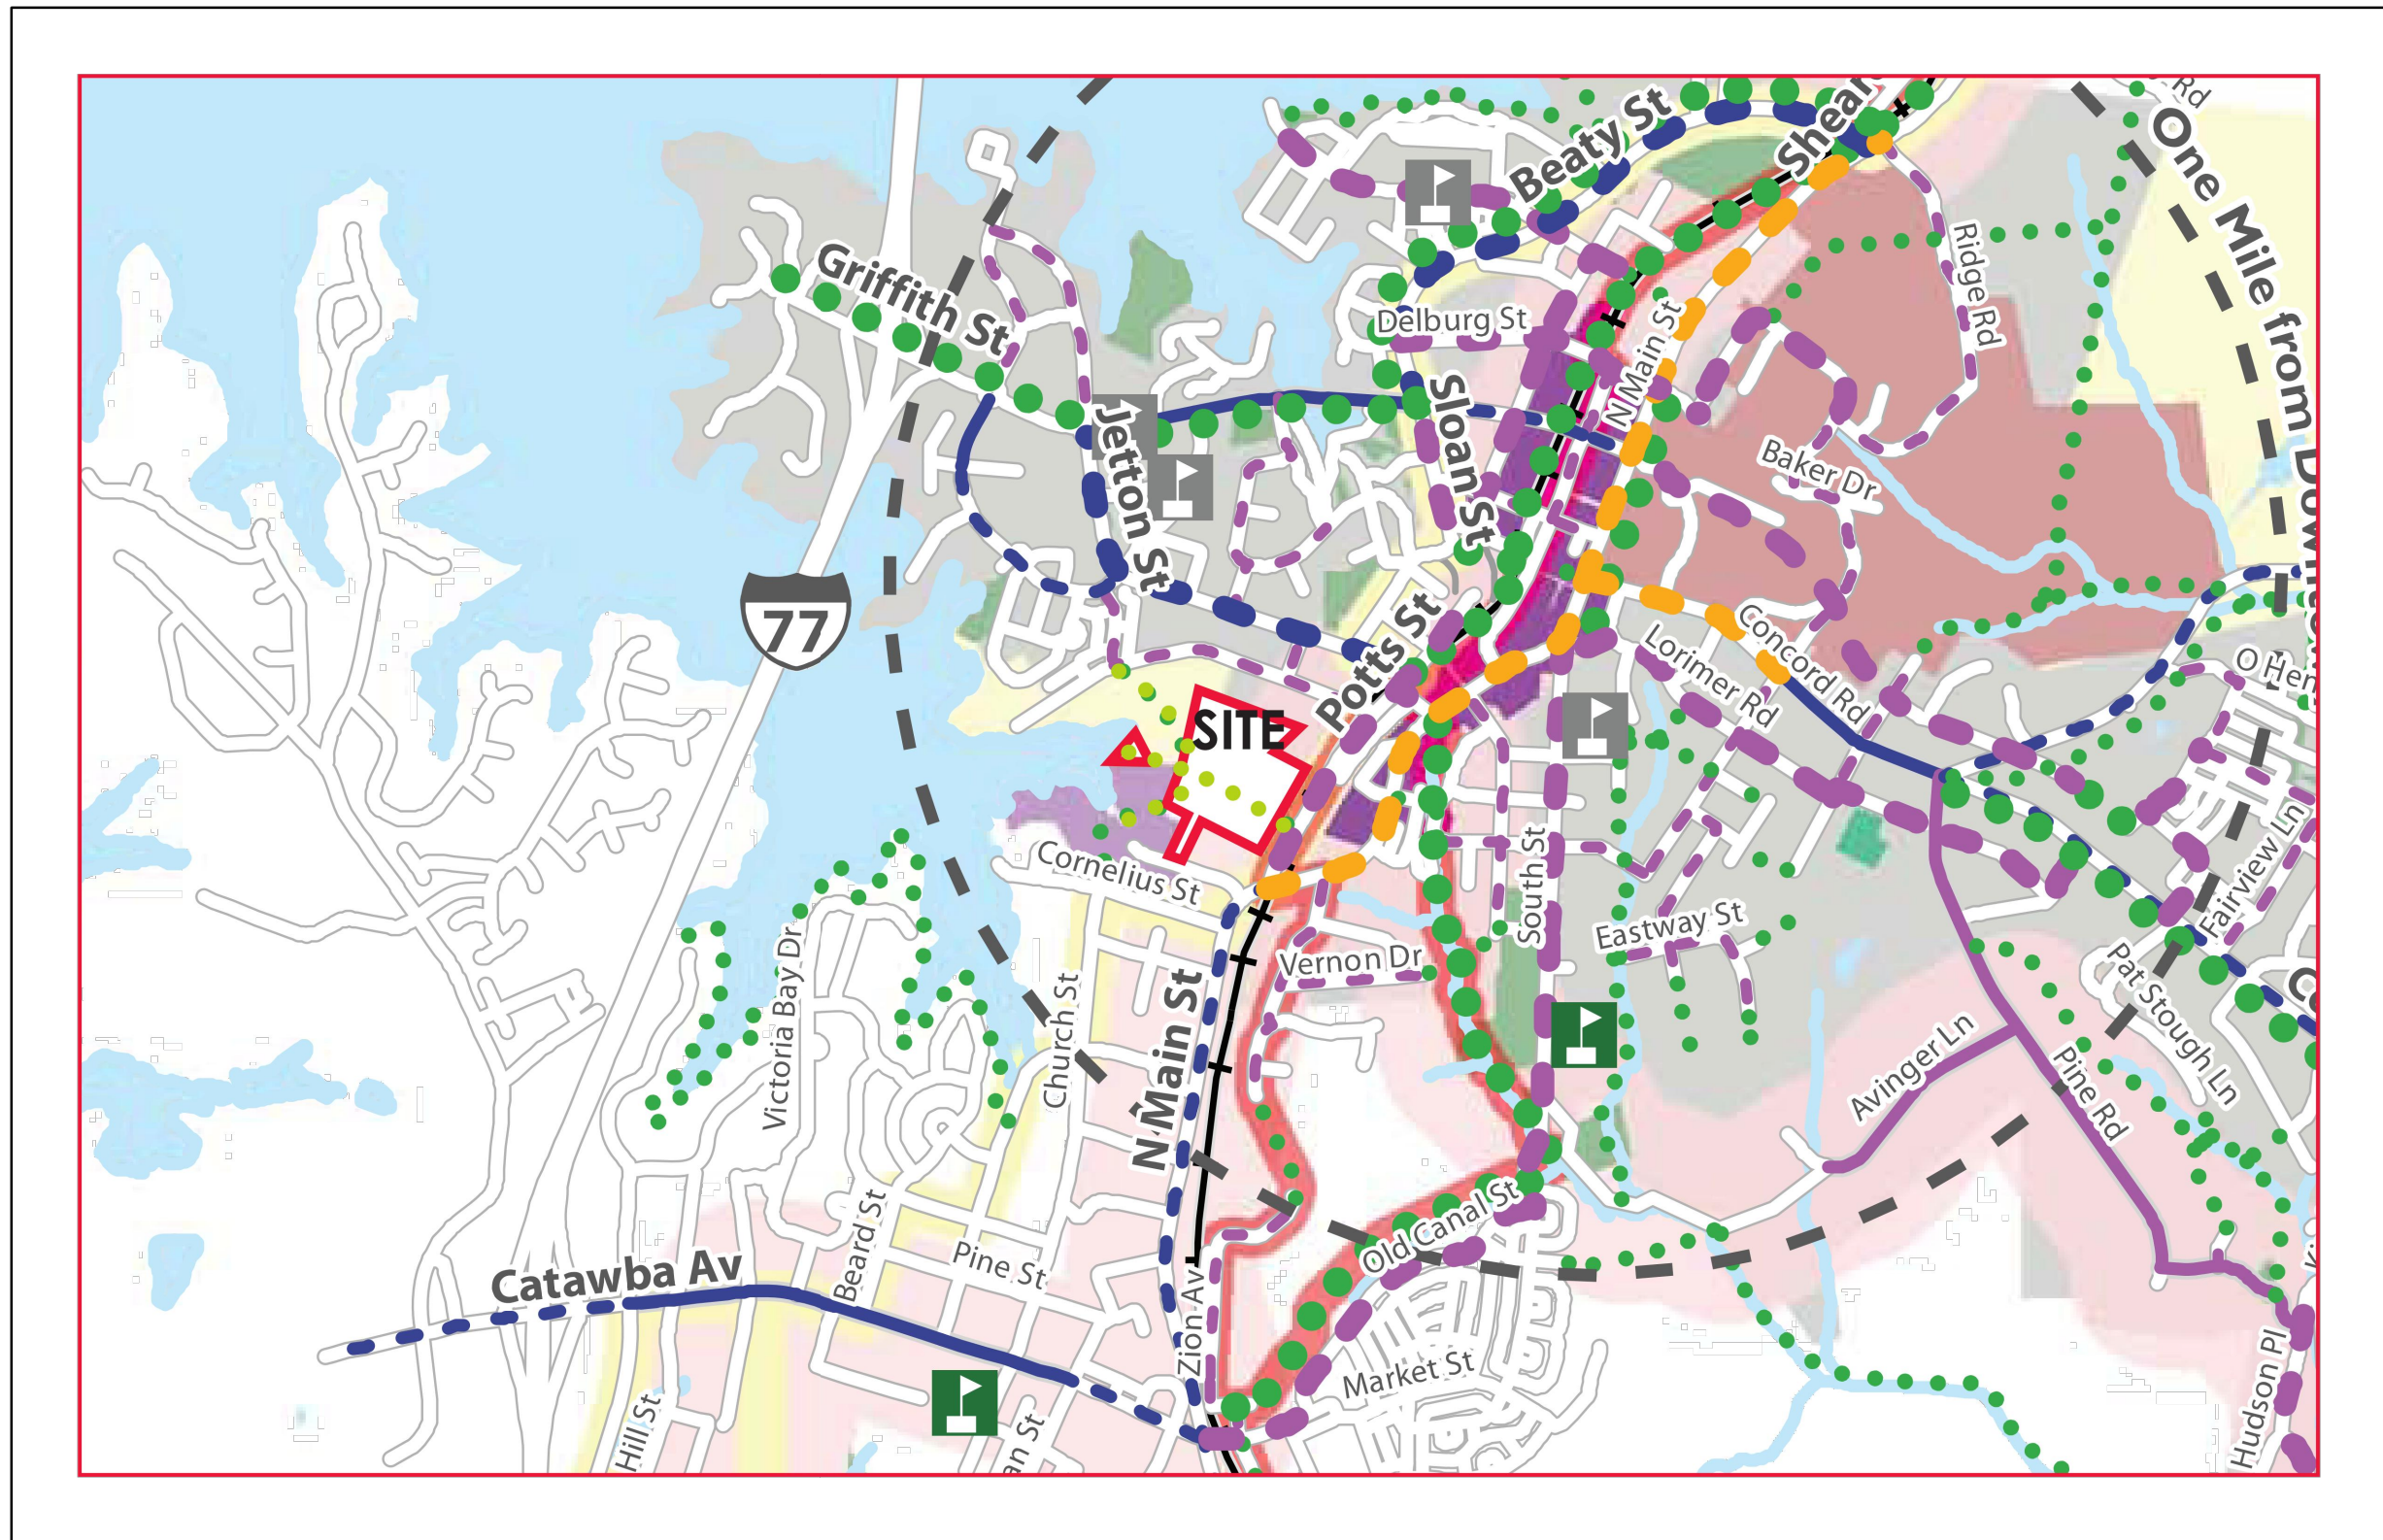 Rd
Beaty St
Shear
One Mile from Dow
Griffith St
Ridge Rd
Delburg St
N Main St
Sloan St
Jetton St
Baker Dr
77
Potts St
Concord Rd
Lorimer Rd
O Hen
SITE
Cornelius St
South St
Fairview Ln
Eastway St
Vernon Dr
Victoria Bay Dr
Church St
N Main St
Pat Stough Ln
Avinger Ln
Pine Rd
Old Canal St
Catawba Av
Beard St
Pine St
Zion Av
Market St
Hudson Pl
Hill St
an St